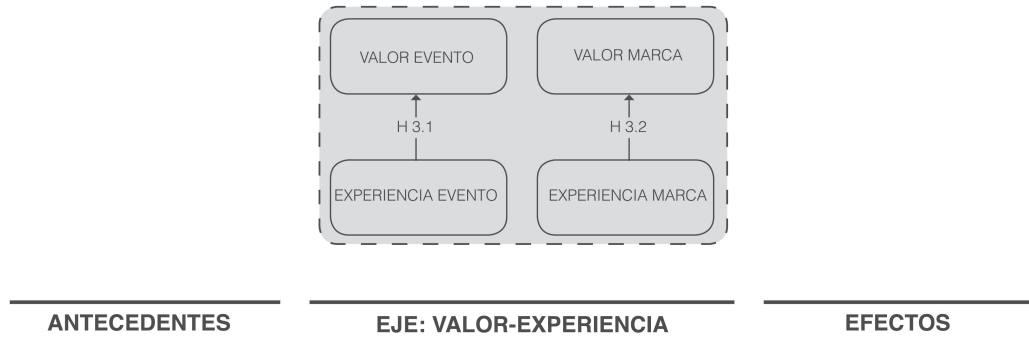 VALOR EVENTO
VALOR MARCA
H 3.1
H 3.2
EXPERIENCIA EVENTO
EXPERIENCIA MARCA
ANTECEDENTES
EJE: VALOR-EXPERIENCIA
EFECTOS